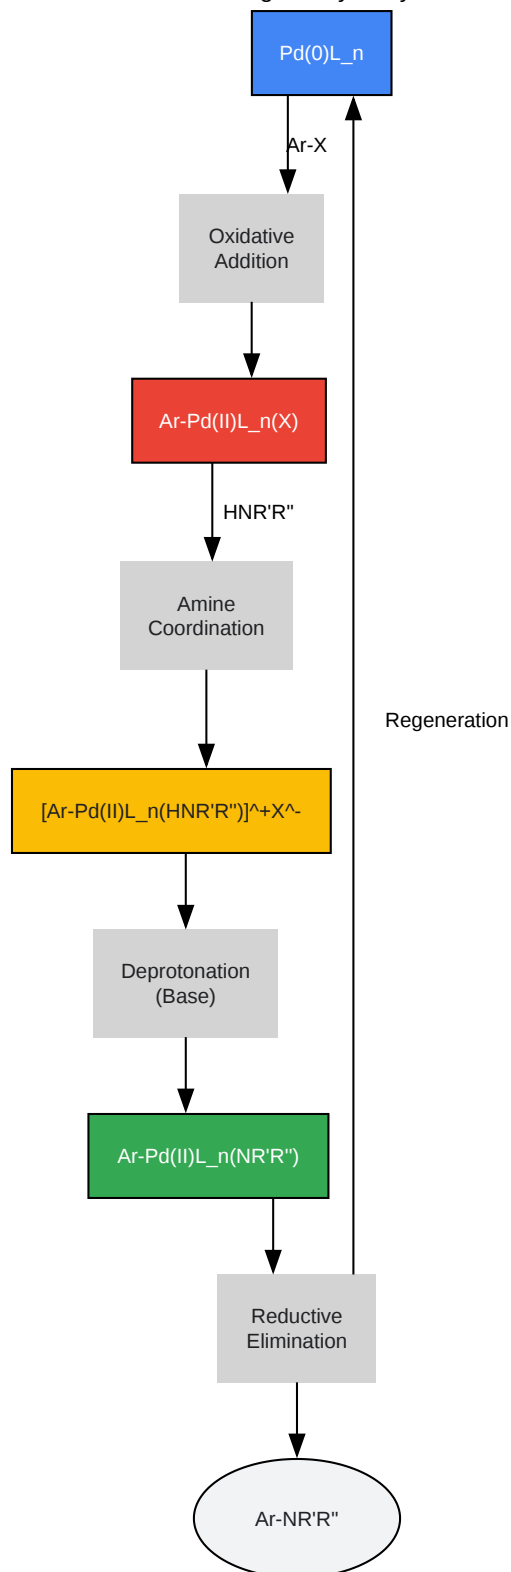 Pd(0)L_n
Ar-X
Oxidative
Addition
Ar-Pd(II)L_n(X)
HNR'R"
Amine
Coordination
[Ar-Pd(II)L_n(HNR'R")]^+X^-
Regeneration
Deprotonation
(Base)
Ar-Pd(II)L_n(NR'R")
Reductive
Elimination
Ar-NR'R"